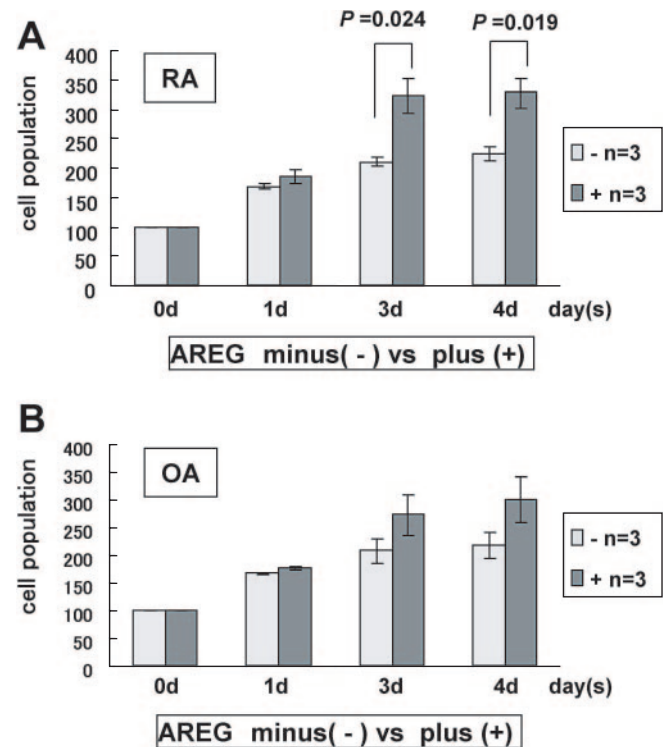 A
RA
P =0.024
P =0.019
cell population
400
350
300
250
200
150
100
50
0
0d 1d 3d 4d day(s)
- n=3
+ n=3
AREG minus( - ) vs plus (+)
B
OA
cell population
400
350
300
250
200
150
100
50
0
0d 1d 3d 4d day(s)
- n=3
+ n=3
AREG minus( - ) vs plus (+)